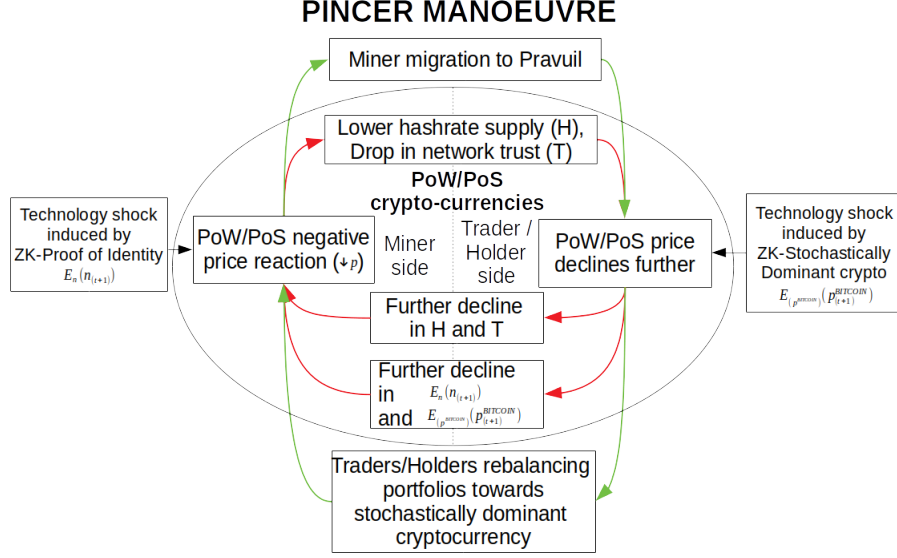 PINCER MANOEUVRE
Miner migration to Pravuil
Lower hashrate supply (H),
Drop in network trust (T)
PoW/PoS
crypto-currencies
Technology shock
induced by
ZK-Proof of Identity
E_n(n_(t+1))
PoW/PoS negative
price reaction (↓p)
Miner
side
Trader /
Holder
side
PoW/PoS price
declines further
Technology shock
induced by
ZK-Stochastically
Dominant crypto
E_(p^BITCOIN)(p_(t+1)^BITCOIN)
Further decline
in H and T
Further decline
in E_n(n_(t+1))
and E_(p^BITCOIN)(p_(t+1)^BITCOIN)
Traders/Holders rebalancing
portfolios towards
stochastically dominant
cryptocurrency